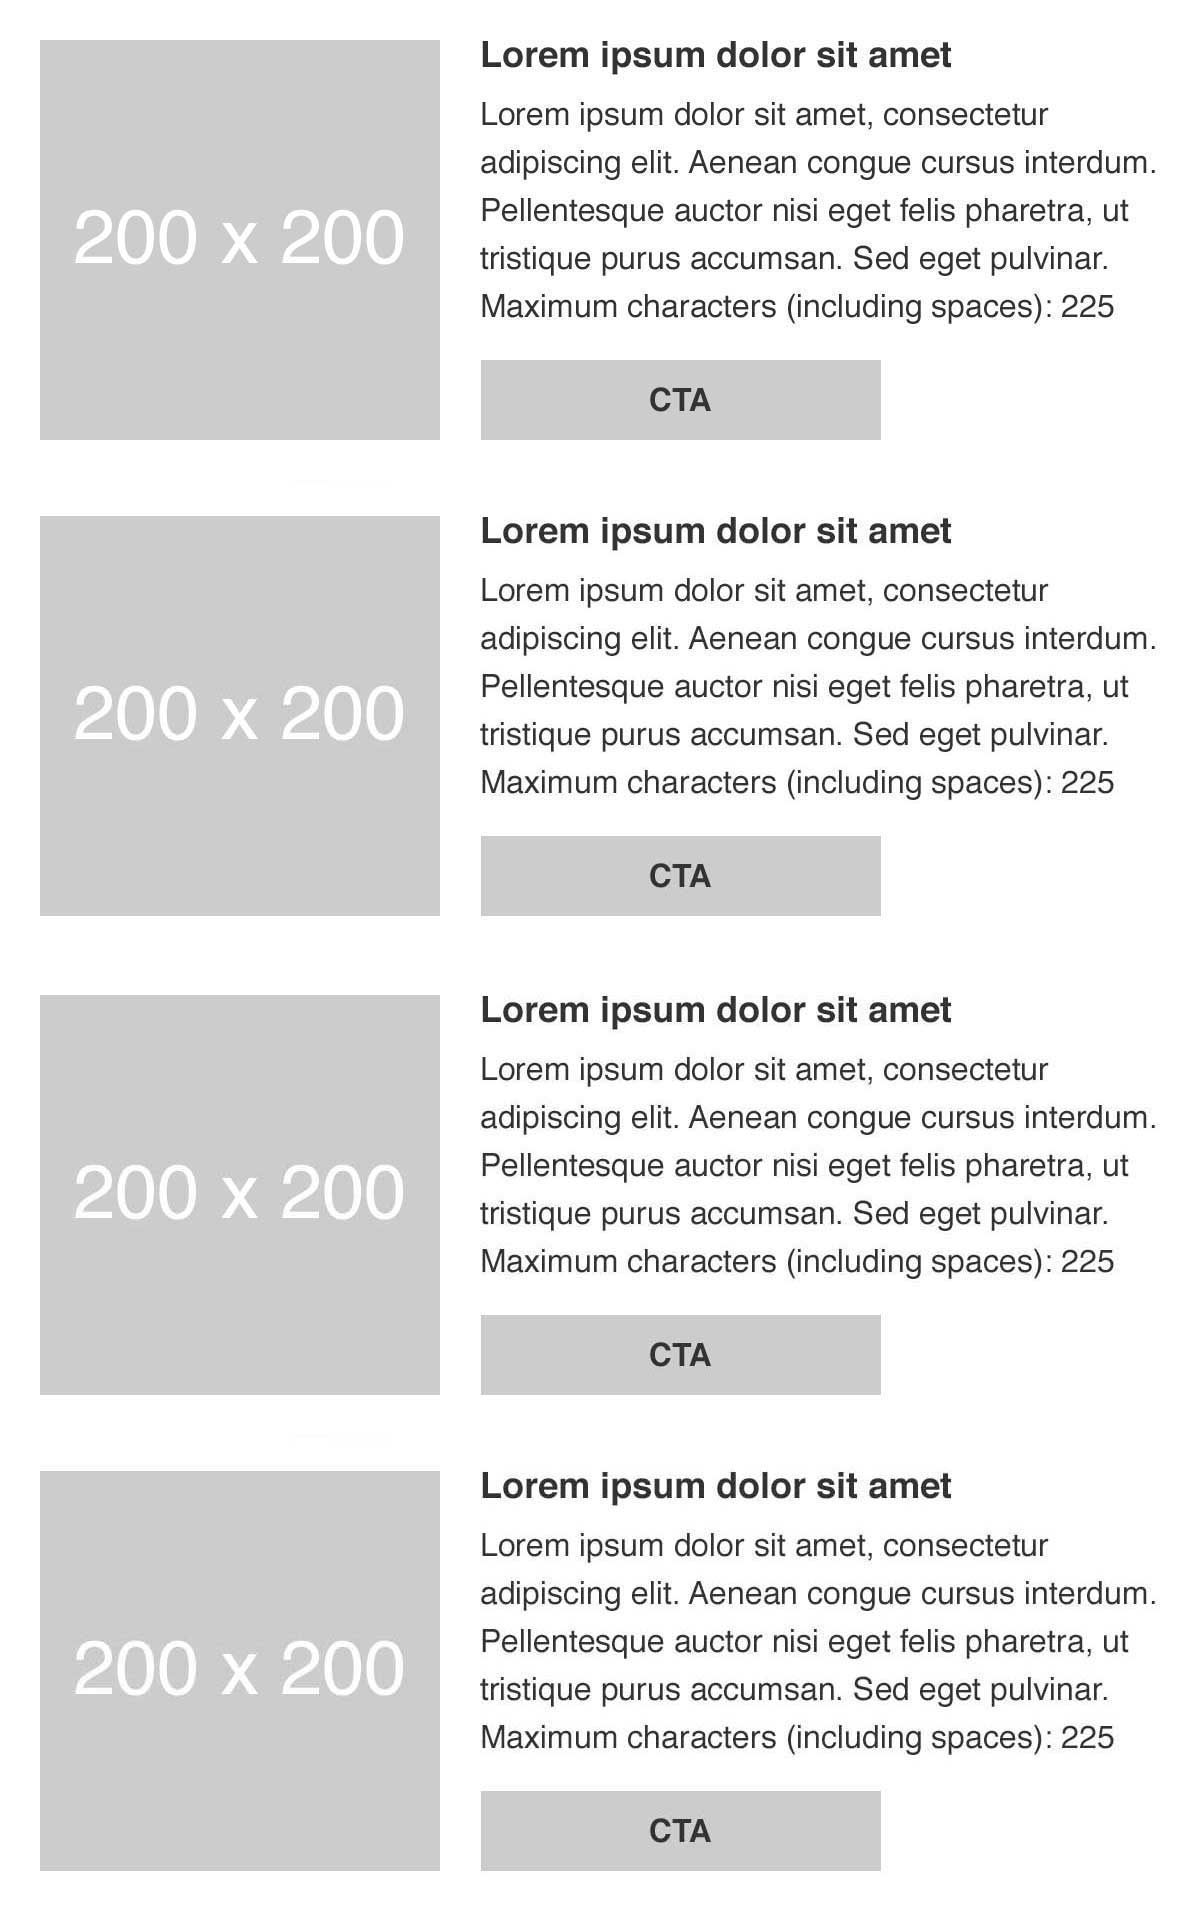 200 x 200
Lorem ipsum dolor sit amet
Lorem ipsum dolor sit amet, consectetur
adipiscing elit. Aenean congue cursus interdum.
Pellentesque auctor nisi eget felis pharetra, ut
tristique purus accumsan. Sed eget pulvinar.
Maximum characters (including spaces): 225
CTA
200 x 200
Lorem ipsum dolor sit amet
Lorem ipsum dolor sit amet, consectetur
adipiscing elit. Aenean congue cursus interdum.
Pellentesque auctor nisi eget felis pharetra, ut
tristique purus accumsan. Sed eget pulvinar.
Maximum characters (including spaces): 225
CTA
200 x 200
Lorem ipsum dolor sit amet
Lorem ipsum dolor sit amet, consectetur
adipiscing elit. Aenean congue cursus interdum.
Pellentesque auctor nisi eget felis pharetra, ut
tristique purus accumsan. Sed eget pulvinar.
Maximum characters (including spaces): 225
CTA
200 x 200
Lorem ipsum dolor sit amet
Lorem ipsum dolor sit amet, consectetur
adipiscing elit. Aenean congue cursus interdum.
Pellentesque auctor nisi eget felis pharetra, ut
tristique purus accumsan. Sed eget pulvinar.
Maximum characters (including spaces): 225
CTA